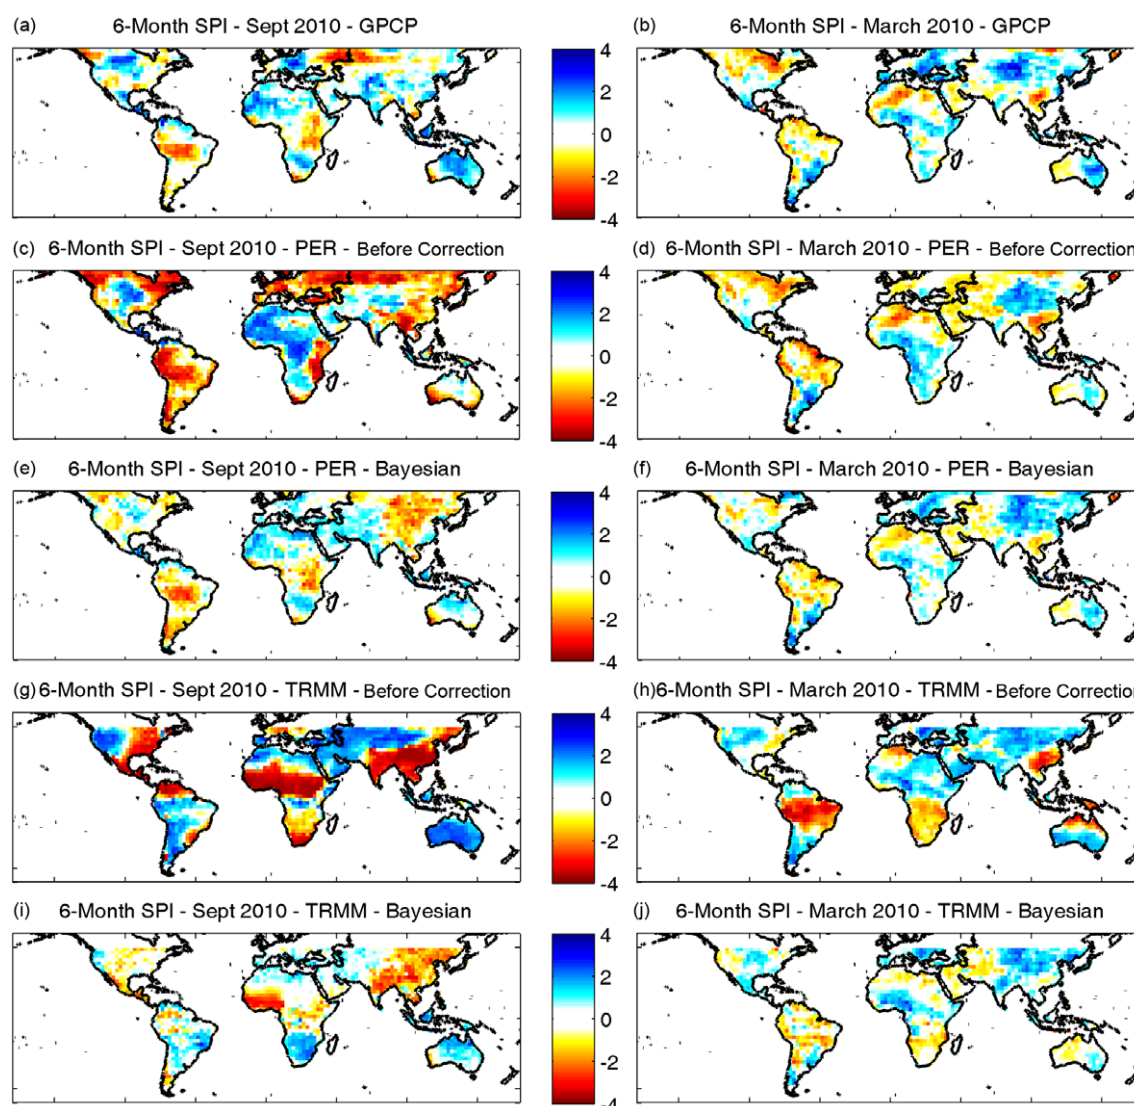 (a) 6-Month SPI - Sept 2010 - GPCP
(b) 6-Month SPI - March 2010 - GPCP
4
2
0
-2
-4
(c) 6-Month SPI - Sept 2010 - PER - Before Correction
(d) 6-Month SPI - March 2010 - PER - Before Correction
4
2
0
-2
-4
(e) 6-Month SPI - Sept 2010 - PER - Bayesian
(f) 6-Month SPI - March 2010 - PER - Bayesian
4
2
0
-2
-4
(g) 6-Month SPI - Sept 2010 - TRMM - Before Correction
(h) 6-Month SPI - March 2010 - TRMM - Before Correction
4
2
0
-2
-4
(i) 6-Month SPI - Sept 2010 - TRMM - Bayesian
(j) 6-Month SPI - March 2010 - TRMM - Bayesian
4
2
0
-2
-4